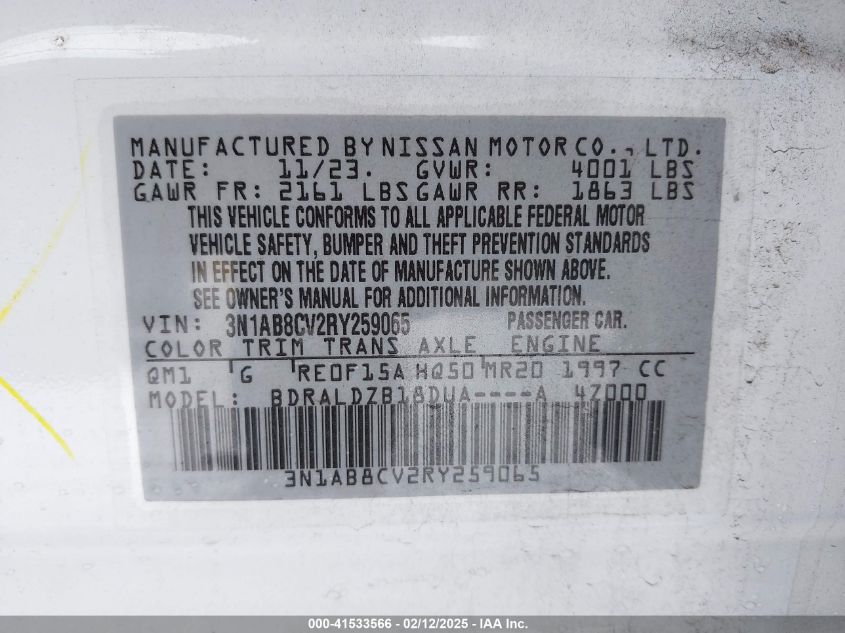 MANUFACTURED BY NISSAN MOTOR CO., LTD.
DATE: 11/23. GVWR: 4001 LBS
GAWR FR: 2161 LBS GAWR RR: 1863 LBS
THIS VEHICLE CONFORMS TO ALL APPLICABLE FEDERAL MOTOR
VEHICLE SAFETY, BUMPER AND THEFT PREVENTION STANDARDS
IN EFFECT ON THE DATE OF MANUFACTURE SHOWN ABOVE.
SEE OWNER'S MANUAL FOR ADDITIONAL INFORMATION.
VIN: 3N1AB8CV2RY259065 PASSENGER CAR.
COLOR TRIM TRANS AXLE ENGINE
QM1 G RE0F15A HQ50 MR20 1997 CC
MODEL: BDRALDZB18DUA----A 4Z000
3N1AB8CV2RY259065
000-41533566 - 02/12/2025 - IAA Inc.